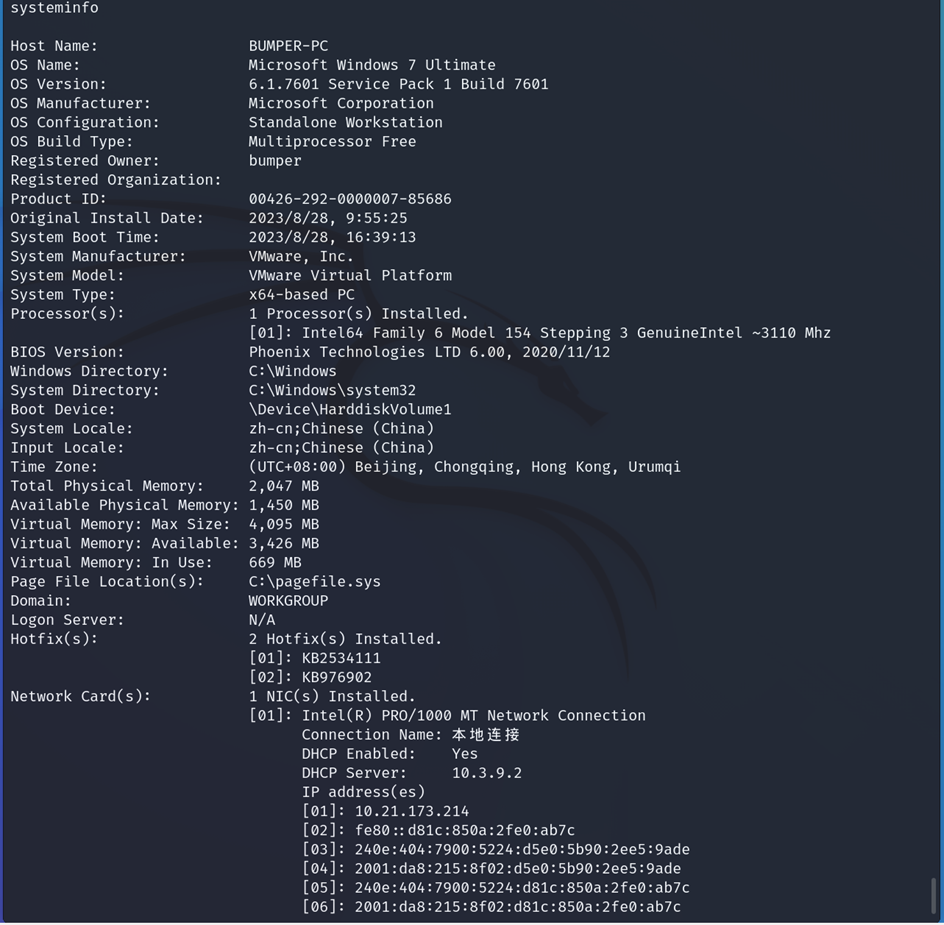 systeminfo
Host Name: BUMPER-PC
OS Name: Microsoft Windows 7 Ultimate
OS Version: 6.1.7601 Service Pack 1 Build 7601
OS Manufacturer: Microsoft Corporation
OS Configuration: Standalone Workstation
OS Build Type: Multiprocessor Free
Registered Owner: bumper
Registered Organization:
Product ID: 00426-292-0000007-85686
Original Install Date: 2023/8/28, 9:55:25
System Boot Time: 2023/8/28, 16:39:13
System Manufacturer: VMware, Inc.
System Model: VMware Virtual Platform
System Type: x64-based PC
Processor(s): 1 Processor(s) Installed.
[01]: Intel64 Family 6 Model 154 Stepping 3 GenuineIntel ~3110 Mhz
BIOS Version: Phoenix Technologies LTD 6.00, 2020/11/12
Windows Directory: C:\Windows
System Directory: C:\Windows\system32
Boot Device: \Device\HarddiskVolume1
System Locale: zh-cn;Chinese (China)
Input Locale: zh-cn;Chinese (China)
Time Zone: (UTC+08:00) Beijing, Chongqing, Hong Kong, Urumqi
Total Physical Memory: 2,047 MB
Available Physical Memory: 1,450 MB
Virtual Memory: Max Size: 4,095 MB
Virtual Memory: Available: 3,426 MB
Virtual Memory: In Use: 669 MB
Page File Location(s): C:\pagefile.sys
Domain: WORKGROUP
Logon Server: N/A
Hotfix(s): 2 Hotfix(s) Installed.
[01]: KB2534111
[02]: KB976902
Network Card(s): 1 NIC(s) Installed.
[01]: Intel(R) PRO/1000 MT Network Connection
Connection Name: 本地连接
DHCP Enabled: Yes
DHCP Server: 10.3.9.2
IP address(es)
[01]: 10.21.173.214
[02]: fe80::d81c:850a:2fe0:ab7c
[03]: 240e:404:7900:5224:d5e0:5b90:2ee5:9ade
[04]: 2001:da8:215:8f02:d5e0:5b90:2ee5:9ade
[05]: 240e:404:7900:5224:d81c:850a:2fe0:ab7c
[06]: 2001:da8:215:8f02:d81c:850a:2fe0:ab7c